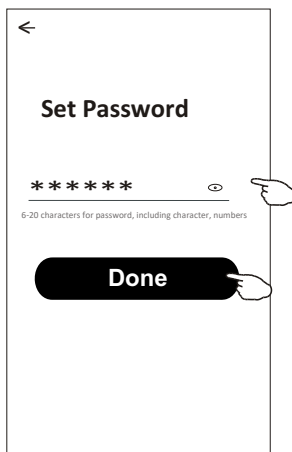 Set Password
******
6-20 characters for password, including character, numbers
Done